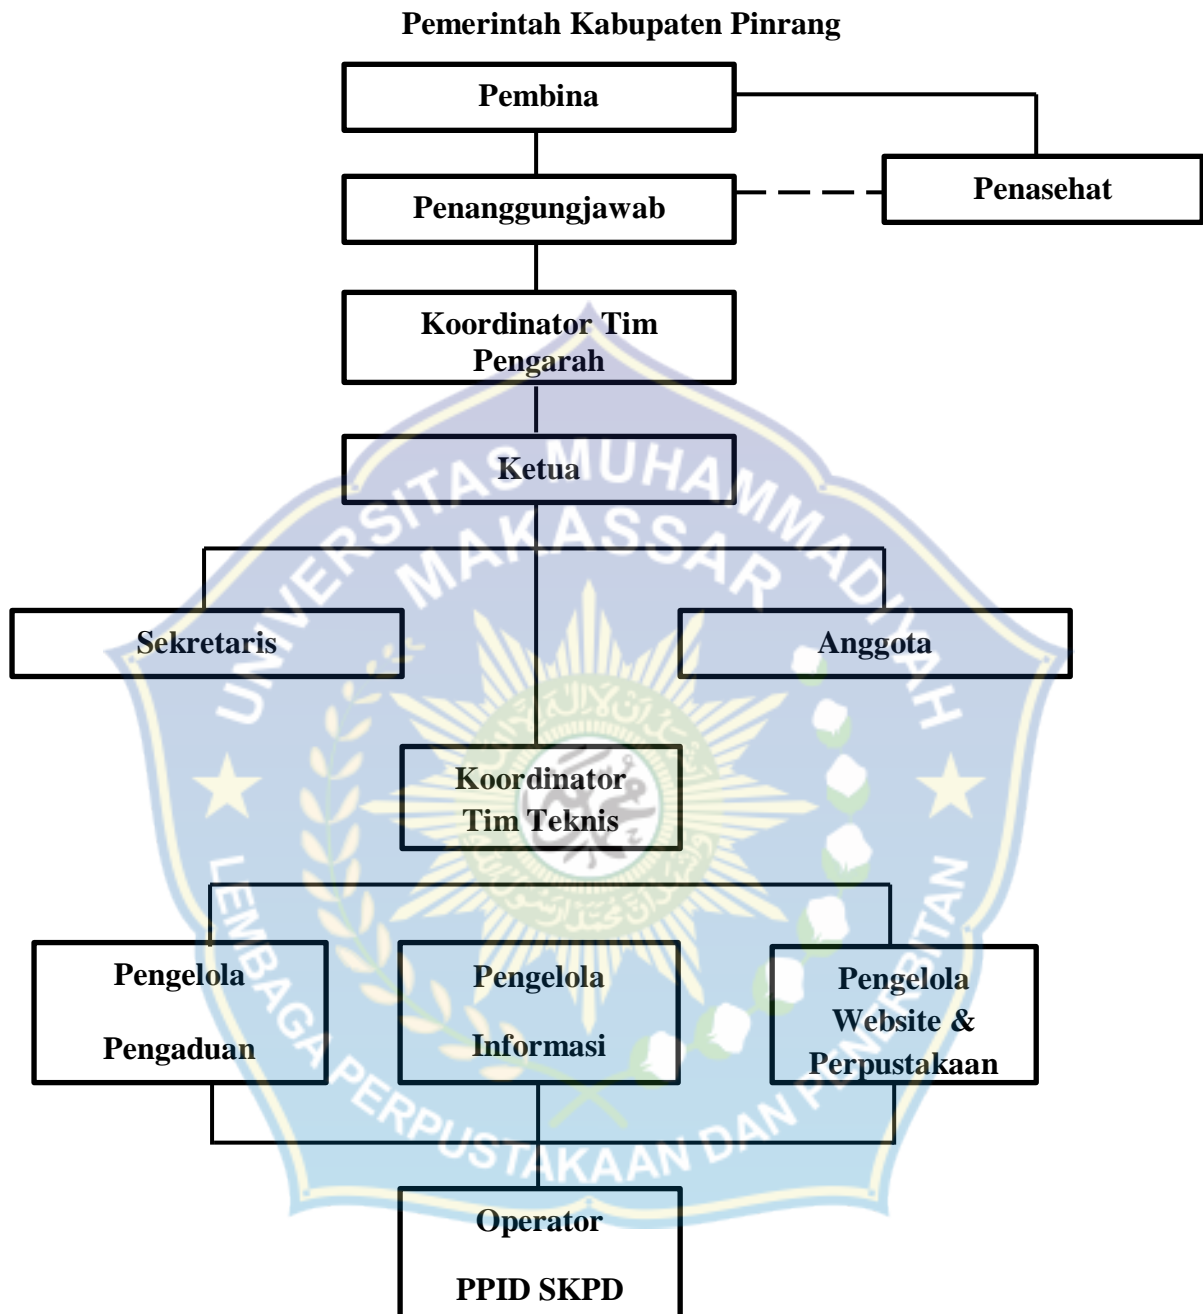 Pemerintah Kabupaten Pinrang
Pembina
Penasehat
Penanggungjawab
Koordinator Tim
Pengarah
Ketua
UNIVERSITAS MUHAMMADIYAH
MAKASSAR
Sekretaris
Anggota
Koordinator
Tim Teknis
Pengelola
Pengaduan
Pengelola
Informasi
Pengelola
Website &
Perpustakaan
LEMBAGA PERPUSTAKAAN DAN PENERBITAN
Operator
PPID SKPD